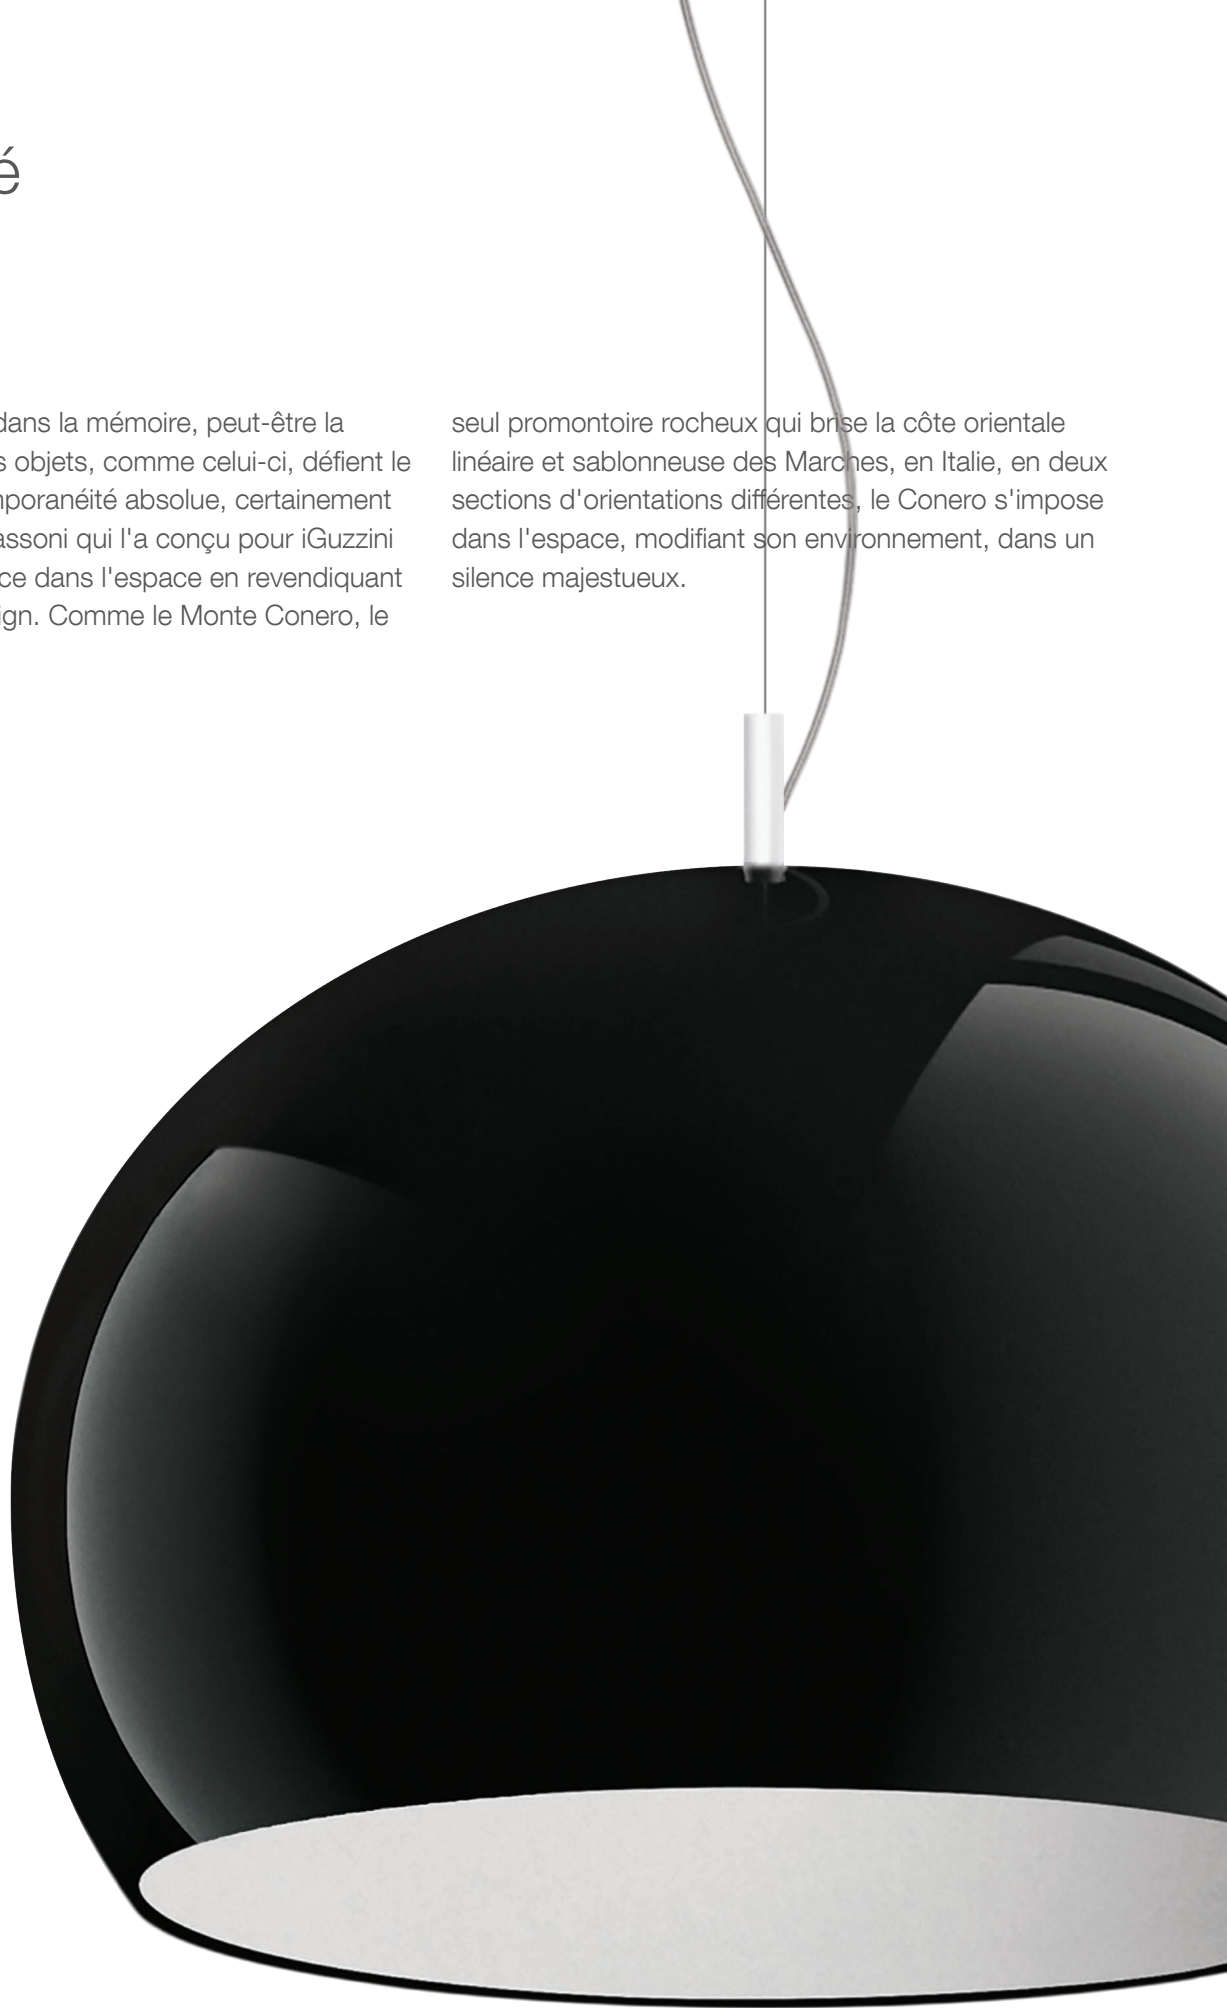 é
dans la mémoire, peut-être la
s objets, comme celui-ci, défient le
mporanéité absolue, certainement
assoni qui l'a conçu pour iGuzzini
ce dans l'espace en revendiquant
ign. Comme le Monte Conero, le
seul promontoire rocheux qui brise la côte orientale
linéaire et sablonneuse des Marches, en Italie, en deux
sections d'orientations différentes, le Conero s'impose
dans l'espace, modifiant son environnement, dans un
silence majestueux.